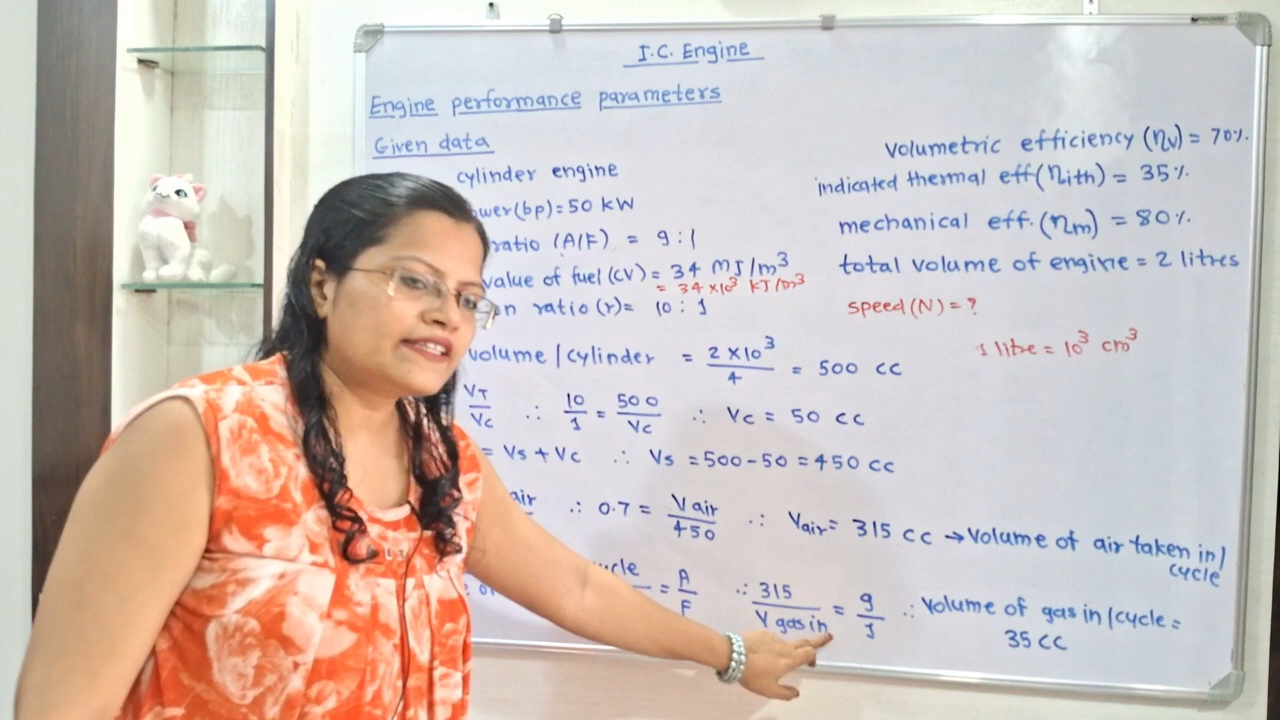 I.C. Engine
Engine performance parameters
Given data
cylinder engine
volumetric efficiency (ηv) = 70%.
indicated thermal eff(ηith) = 35%.
ower(bp)=50 KW
mechanical eff. (ηm) = 80%.
ratio (A/F) = 9:1
value of fuel (CV) = 34 MJ/m³
= 34 ×10³ KJ/m³
total volume of engine = 2 litres
on ratio (r)= 10 : 1
speed (N) = ?
1 litre = 10³ cm³
volume / cylinder = 2×10³/4 = 500 cc
VT/Vc ∴ 10/1 = 500/Vc ∴ Vc = 50 cc
= Vs + Vc ∴ Vs = 500-50 = 450 cc
air ∴ 0.7 = Vair/450 ∴ Vair = 315 cc → Volume of air taken in/
cycle
cycle = A/F ∴ 315/V gas in = 9/1 ∴ Volume of gas in/cycle =
35 cc